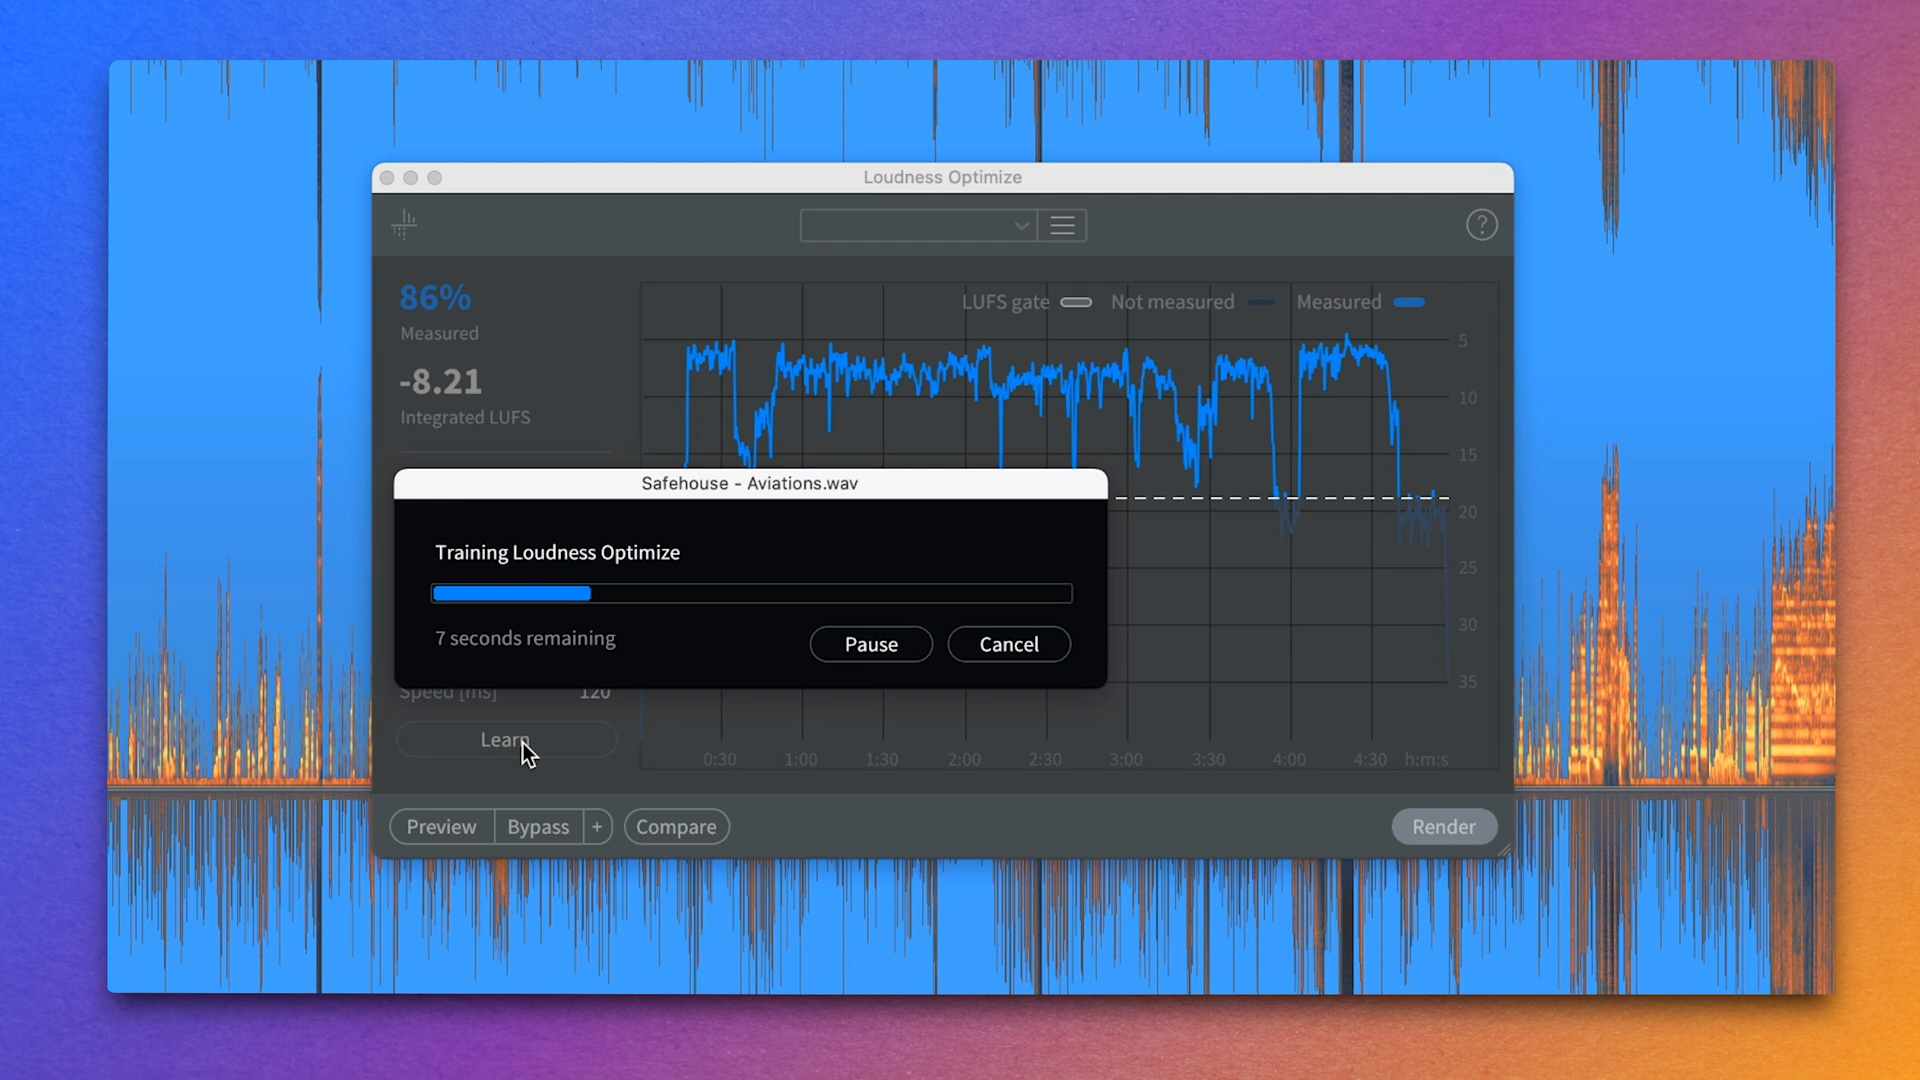 Loudness Optimize
?
86%
Measured
-8.21
Integrated LUFS
LUFS gate Not measured Measured
5
10
15
20
25
30
35
Safehouse - Aviations.wav
Training Loudness Optimize
7 seconds remaining
Pause Cancel
Speed [ms] 120
Learn
0:30 1:00 1:30 2:00 2:30 3:00 3:30 4:00 4:30 h:m:s
Preview Bypass + Compare Render